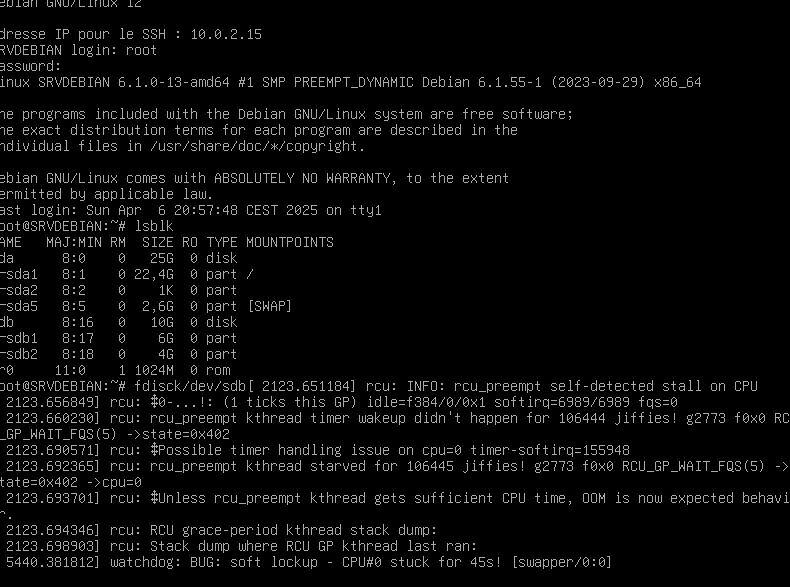 ebian GNU/Linux 12
dresse IP pour le SSH : 10.0.2.15
RVDEBIAN login: root
assword:
inux SRVDEBIAN 6.1.0-13-amd64 #1 SMP PREEMPT_DYNAMIC Debian 6.1.55-1 (2023-09-29) x86_64
he programs included with the Debian GNU/Linux system are free software;
he exact distribution terms for each program are described in the
ndividual files in /usr/share/doc/*/copyright.
ebian GNU/Linux comes with ABSOLUTELY NO WARRANTY, to the extent
ermitted by applicable law.
ast login: Sun Apr  6 20:57:48 CEST 2025 on tty1
oot@SRVDEBIAN:~# lsblk
AME   MAJ:MIN RM  SIZE RO TYPE MOUNTPOINTS
da      8:0    0   25G  0 disk
─sda1   8:1    0 22,4G  0 part /
─sda2   8:2    0    1K  0 part
─sda5   8:5    0  2,6G  0 part [SWAP]
db      8:16   0   10G  0 disk
─sdb1   8:17   0    6G  0 part
─sdb2   8:18   0    4G  0 part
r0     11:0    1 1024M  0 rom
oot@SRVDEBIAN:~# fdisck/dev/sdb[ 2123.651184] rcu: INFO: rcu_preempt self-detected stall on CPU
 2123.656849] rcu: ‡0-...!: (1 ticks this GP) idle=f384/0/0x1 softirq=6989/6989 fqs=0
 2123.660230] rcu: rcu_preempt kthread timer wakeup didn't happen for 106444 jiffies! g2773 f0x0 RC
_GP_WAIT_FQS(5) ->state=0x402
 2123.690571] rcu: ‡Possible timer handling issue on cpu=0 timer-softirq=155948
 2123.692365] rcu: rcu_preempt kthread starved for 106445 jiffies! g2773 f0x0 RCU_GP_WAIT_FQS(5) ->
tate=0x402 ->cpu=0
 2123.693701] rcu: ‡Unless rcu_preempt kthread gets sufficient CPU time, OOM is now expected behavi
r.
 2123.694346] rcu: RCU grace-period kthread stack dump:
 2123.698903] rcu: Stack dump where RCU GP kthread last ran:
 5440.381812] watchdog: BUG: soft lockup - CPU#0 stuck for 45s! [swapper/0:0]